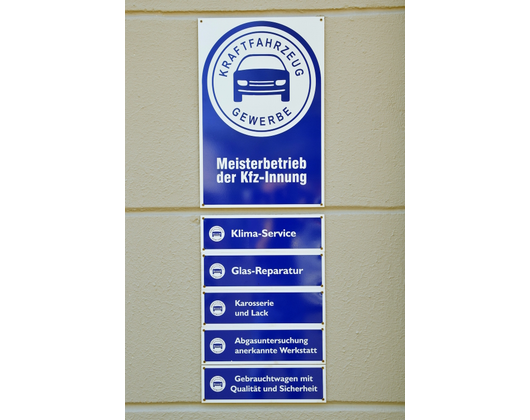 KRAFTFAHRZEUG
GEWERBE
Meisterbetrieb
der Kfz-Innung
Klima-Service
Glas-Reparatur
Karosserie
und Lack
Abgasuntersuchung
anerkannte Werkstatt
Gebrauchtwagen mit
Qualität und Sicherheit